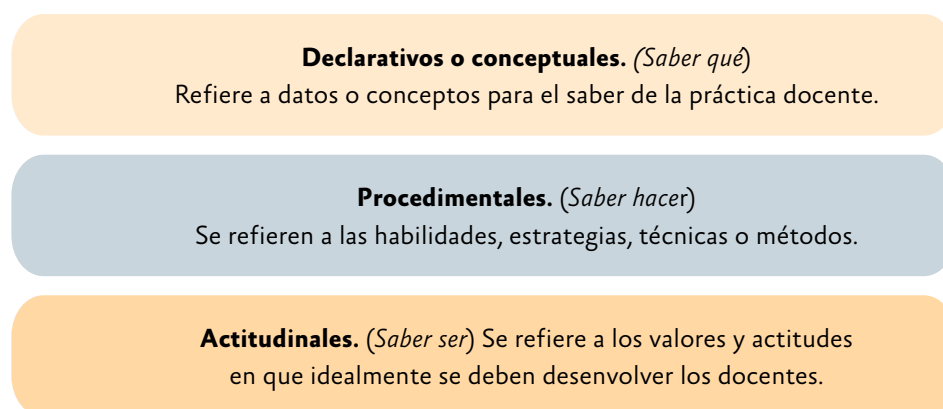 Declarativos o conceptuales. (Saber qué)
Refiere a datos o conceptos para el saber de la práctica docente.
Procedimentales. (Saber hacer)
Se refieren a las habilidades, estrategias, técnicas o métodos.
Actitudinales. (Saber ser) Se refiere a los valores y actitudes
en que idealmente se deben desenvolver los docentes.